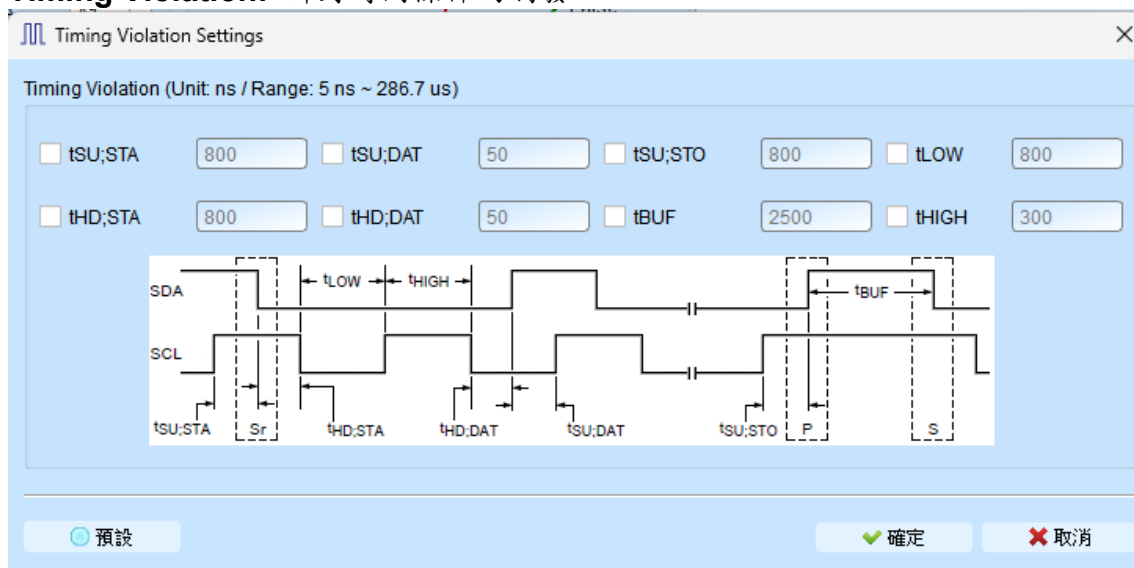 Timing Violation
Timing Violation Settings
Timing Violation (Unit: ns / Range: 5 ns ~ 286.7 us)
tSU;STA 800 tSU;DAT 50 tSU;STO 800 tLOW 800
tHD;STA 800 tHD;DAT 50 tBUF 2500 tHIGH 300
SDA tLOW tHIGH tBUF
SCL
tSU;STA Sr tHD;STA tHD;DAT tSU;DAT tSU;STO P S
預設 確定 取消